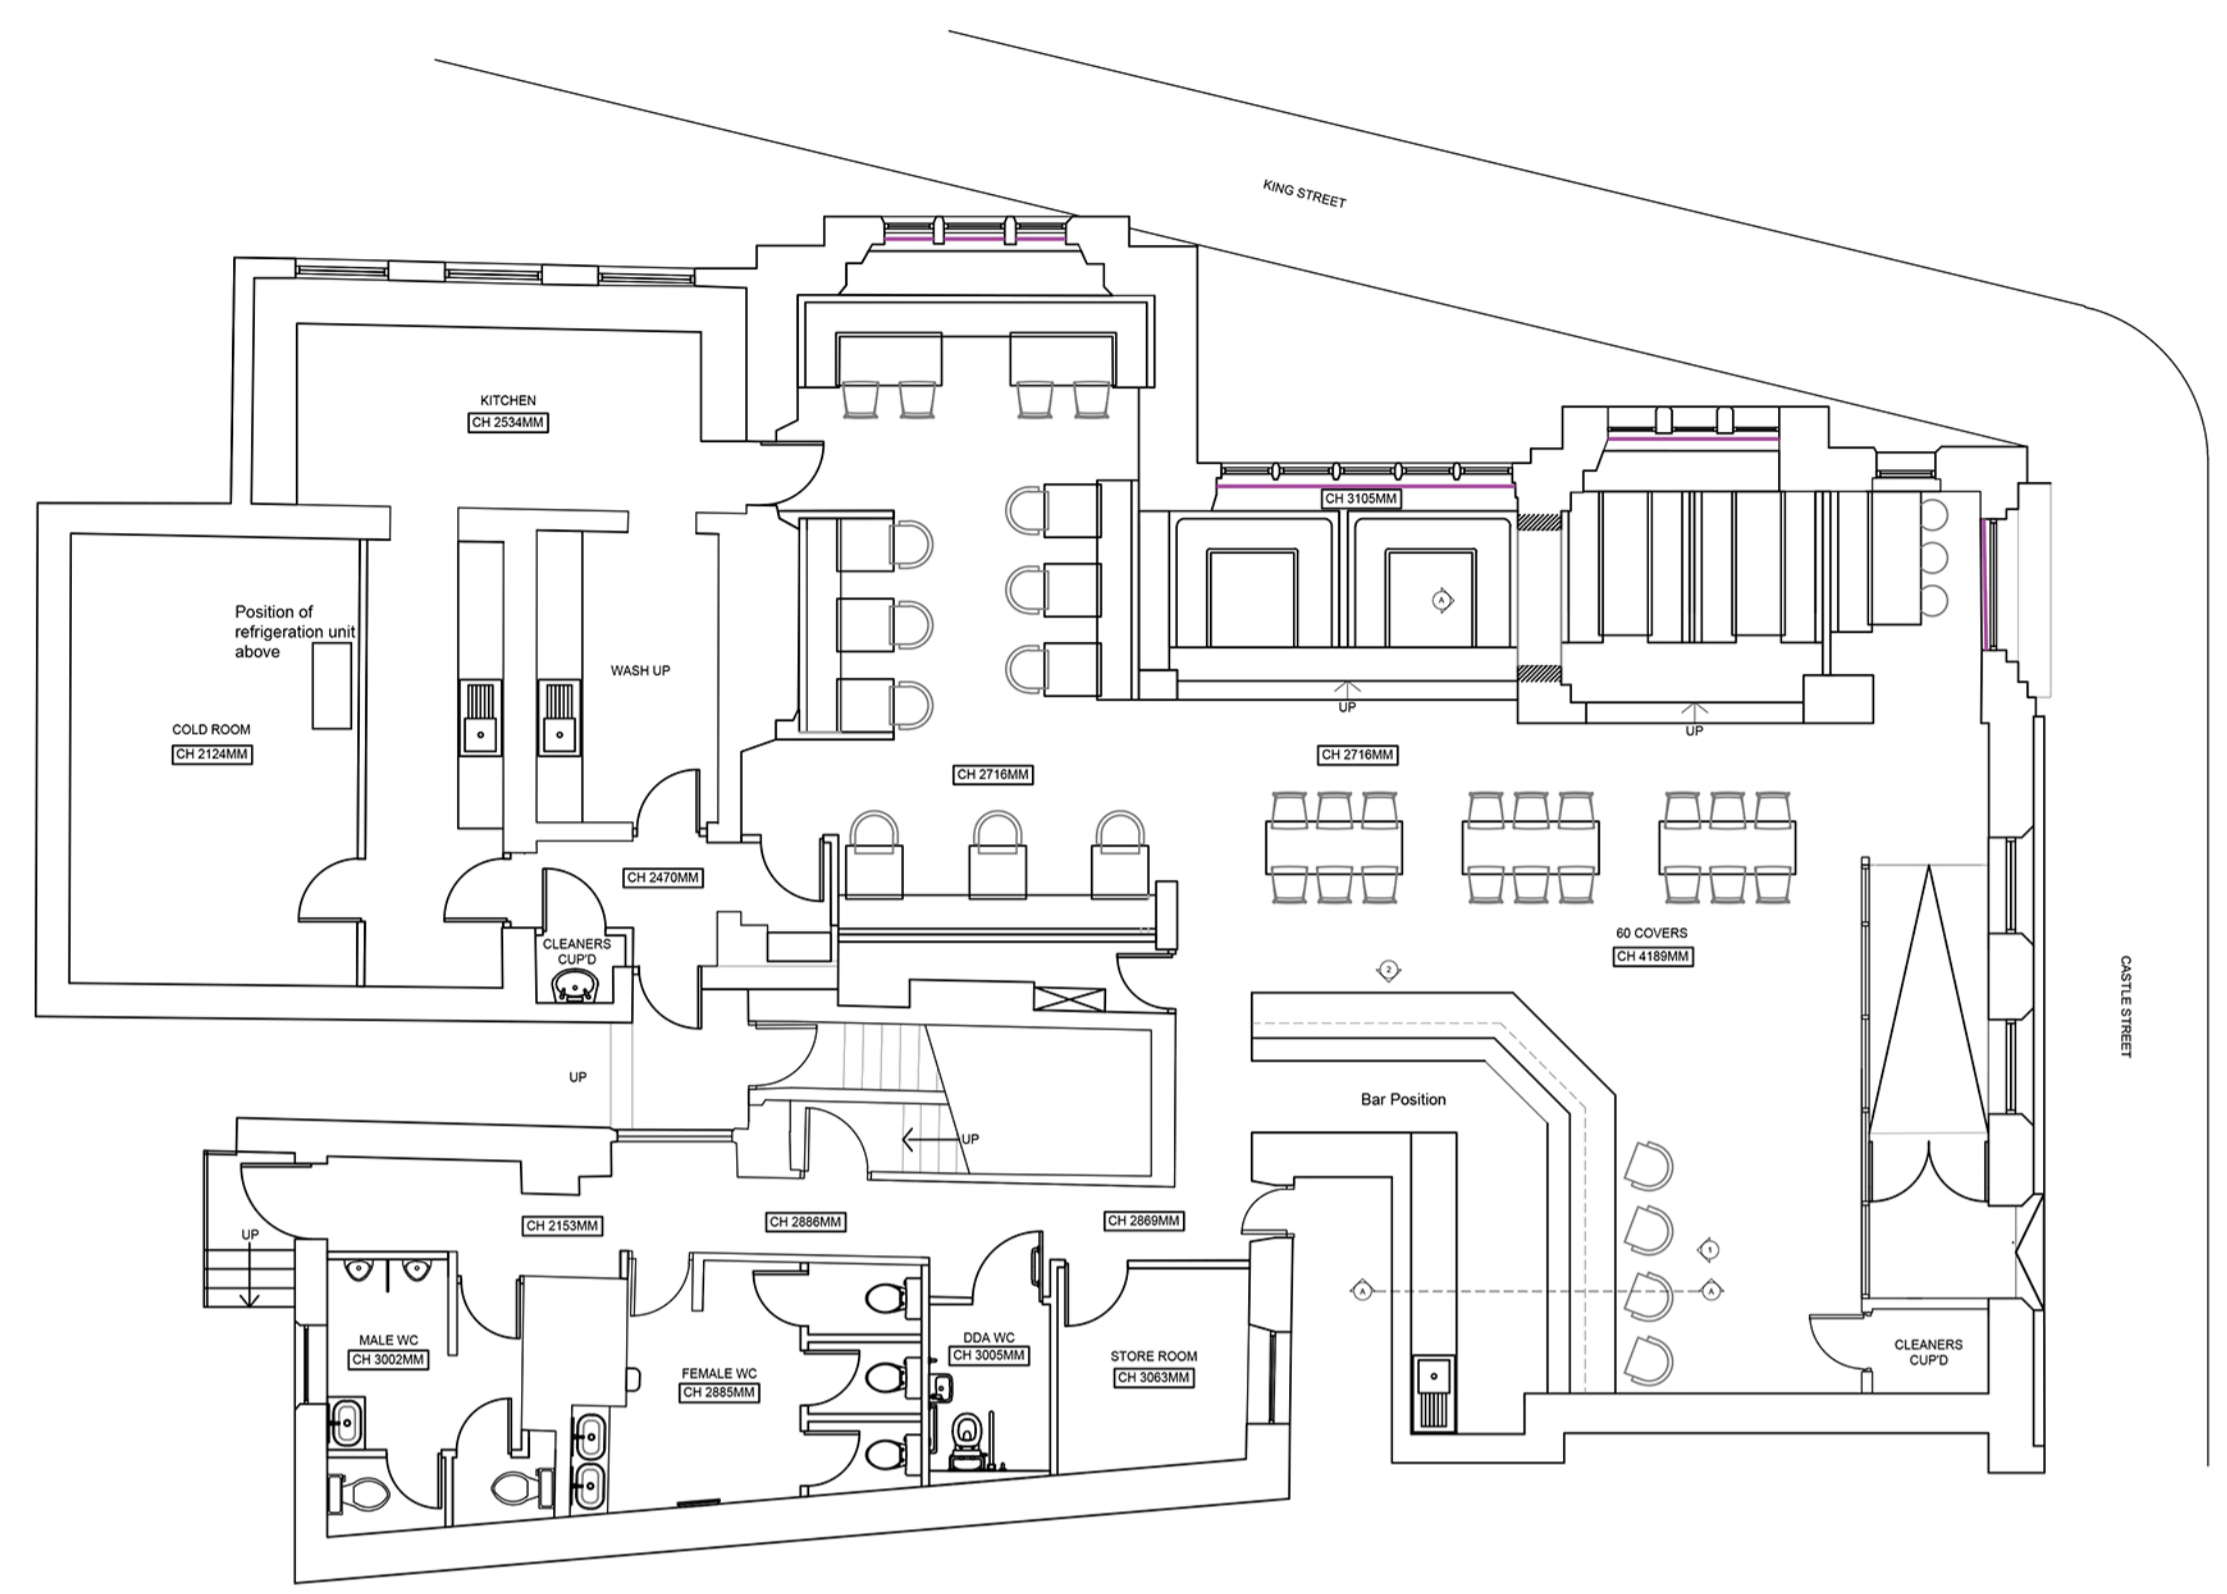 KING STREET
KITCHEN
CH 2534MM
CH 3105MM
Position of
refrigeration unit
above
A
WASH UP
COLD ROOM
CH 2124MM
UP
UP
CH 2716MM
CH 2716MM
CH 2470MM
60 COVERS
CH 4189MM
CLEANERS
CUP'D
2
CASTLE STREET
UP
Bar Position
UP
CH 2153MM
CH 2886MM
CH 2869MM
UP
1
A
A
MALE WC
CH 3002MM
FEMALE WC
CH 2885MM
DDA WC
CH 3005MM
STORE ROOM
CH 3063MM
CLEANERS
CUP'D